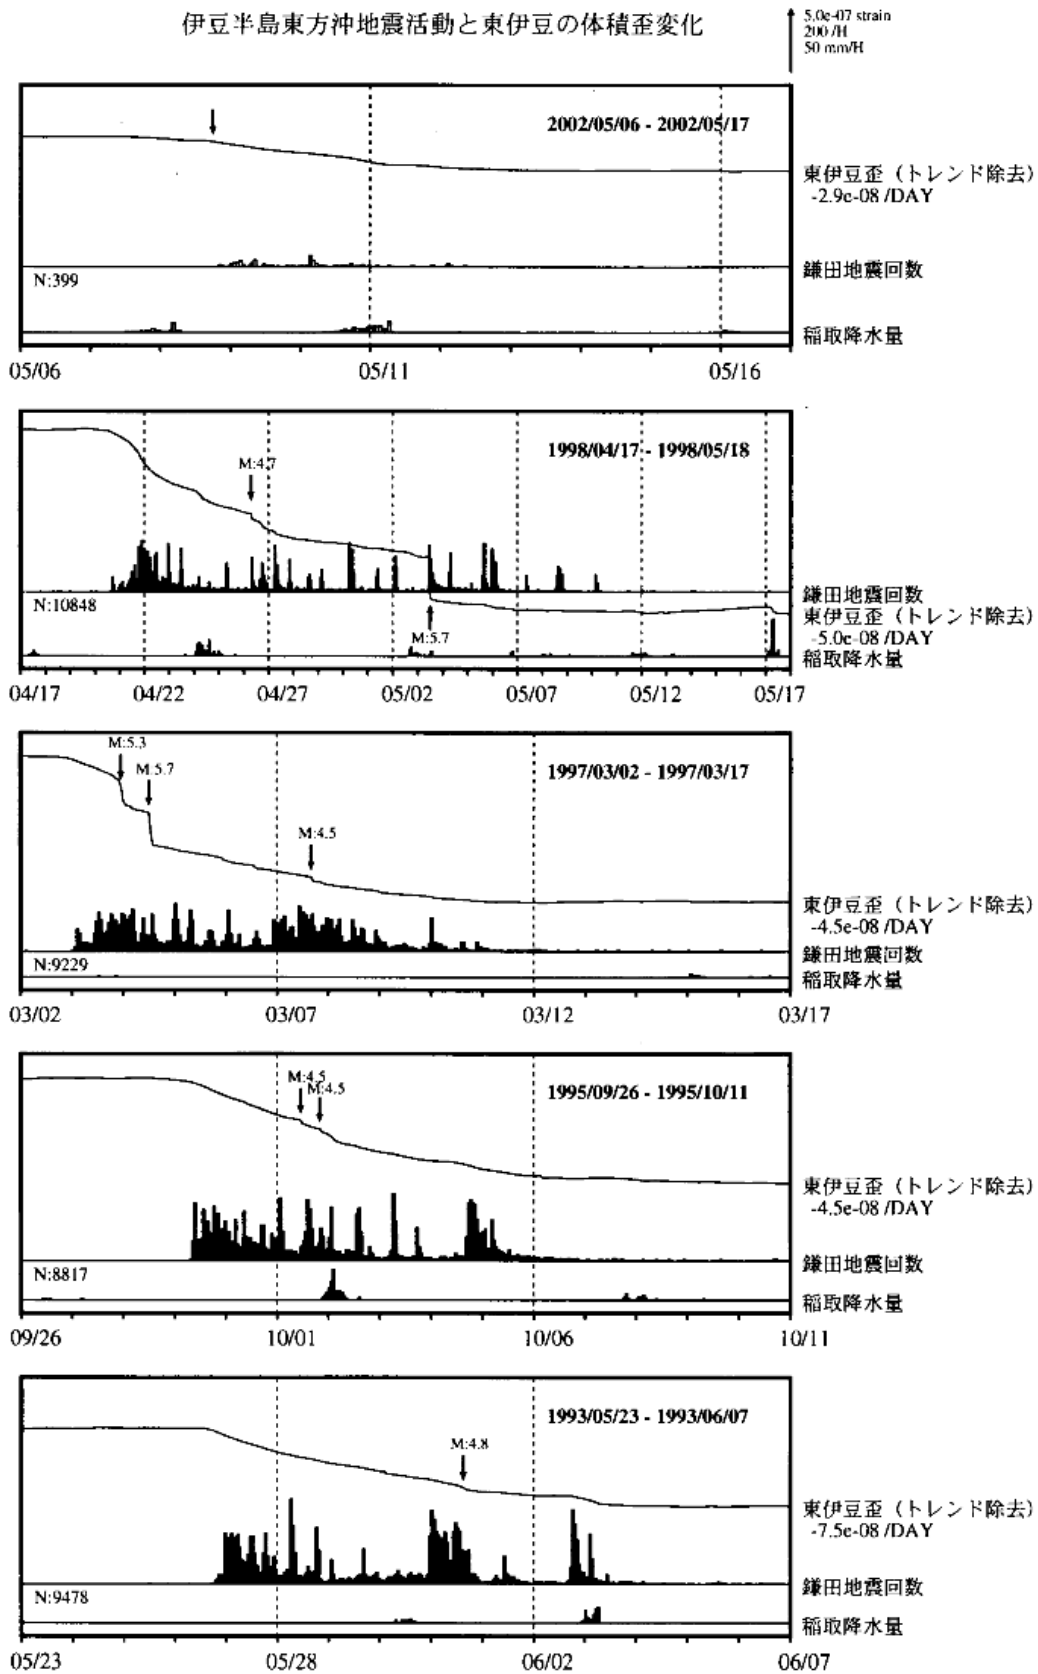 伊豆半島東方沖地震活動と東伊豆の体積歪変化
5.0e-07 strain
200 /H
50 mm/H
2002/05/06 - 2002/05/17
東伊豆歪（トレンド除去）
-2.9e-08 /DAY
鎌田地震回数
N:399
稲取降水量
05/06 05/11 05/16
1998/04/17 - 1998/05/18
M:4.7
鎌田地震回数
N:10848
東伊豆歪（トレンド除去）
M:5.7
-5.0e-08 /DAY
稲取降水量
04/17 04/22 04/27 05/02 05/07 05/12 05/17
M:5.3
M:5.7
1997/03/02 - 1997/03/17
M:4.5
東伊豆歪（トレンド除去）
-4.5e-08 /DAY
鎌田地震回数
N:9229
稲取降水量
03/02 03/07 03/12 03/17
M:4.5
M:4.5
1995/09/26 - 1995/10/11
東伊豆歪（トレンド除去）
-4.5e-08 /DAY
鎌田地震回数
N:8817
稲取降水量
09/26 10/01 10/06 10/11
1993/05/23 - 1993/06/07
M:4.8
東伊豆歪（トレンド除去）
-7.5e-08 /DAY
鎌田地震回数
N:9478
稲取降水量
05/23 05/28 06/02 06/07